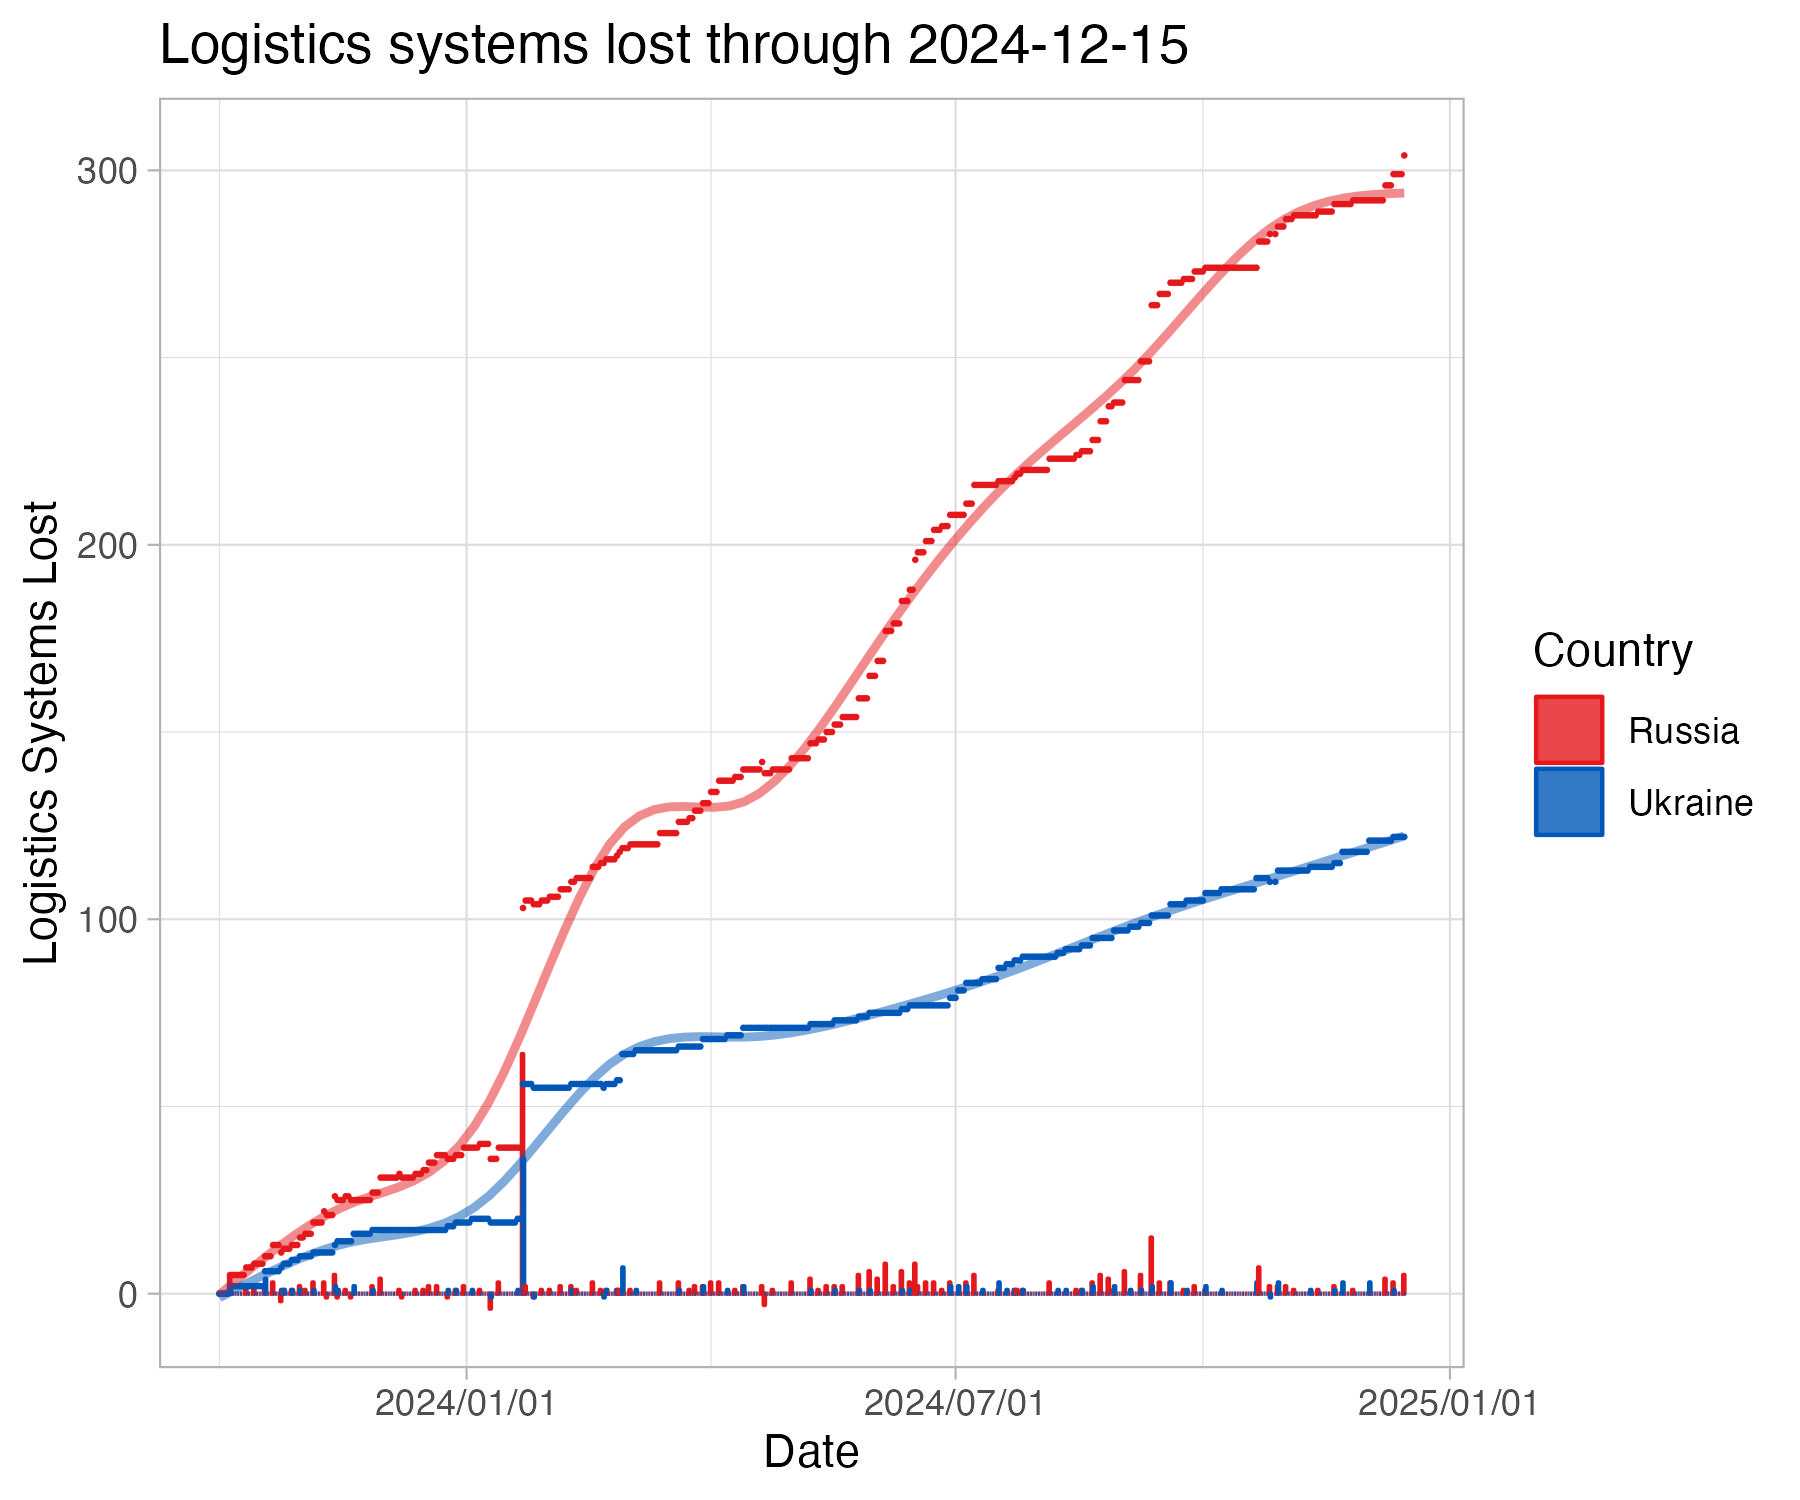 Logistics systems lost through 2024-12-15
Logistics Systems Lost
300
200
100
0
2024/01/01
2024/07/01
2025/01/01
Date
Country
Russia
Ukraine